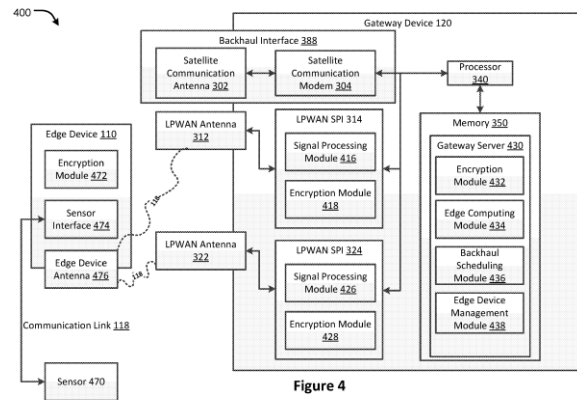 400
Gateway Device 120
Backhaul Interface 388
Satellite
Communication
Antenna 302
Satellite
Communication
Modem 304
Processor
340
Edge Device 110
Encryption
Module 472
Sensor
Interface 474
Edge Device
Antenna 476
Communication Link 118
Sensor 470
LPWAN Antenna
312
118
LPWAN Antenna
322
118
LPWAN SPI 314
Signal Processing
Module 416
Encryption Module
418
LPWAN SPI 324
Signal Processing
Module 426
Encryption Module
428
Memory 350
Gateway Server 430
Encryption
Module 432
Edge Computing
Module 434
Backhaul
Scheduling
Module 436
Edge Device
Management
Module 438
Figure 4